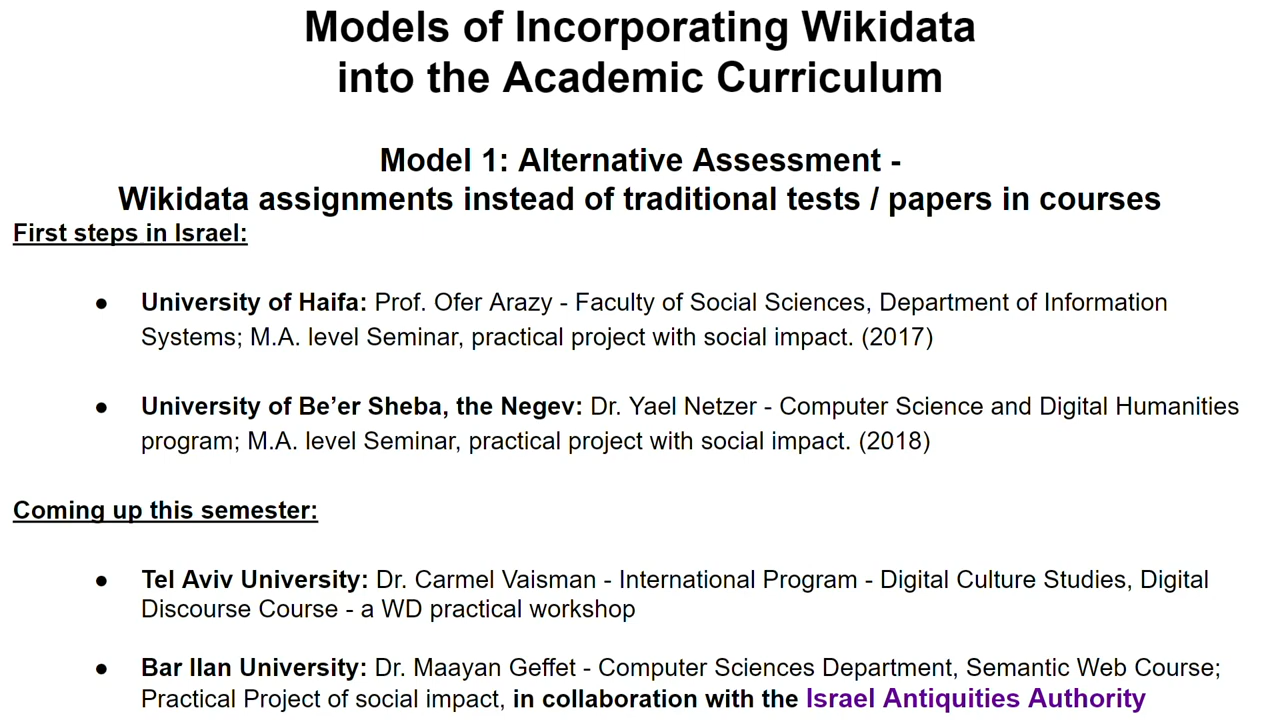 Models of Incorporating Wikidata
into the Academic Curriculum
Model 1: Alternative Assessment -
Wikidata assignments instead of traditional tests / papers in courses
First steps in Israel:
● University of Haifa: Prof. Ofer Arazy - Faculty of Social Sciences, Department of Information
Systems; M.A. level Seminar, practical project with social impact. (2017)
● University of Be’er Sheba, the Negev: Dr. Yael Netzer - Computer Science and Digital Humanities
program; M.A. level Seminar, practical project with social impact. (2018)
Coming up this semester:
● Tel Aviv University: Dr. Carmel Vaisman - International Program - Digital Culture Studies, Digital
Discourse Course - a WD practical workshop
● Bar Ilan University: Dr. Maayan Geffet - Computer Sciences Department, Semantic Web Course;
Practical Project of social impact, in collaboration with the Israel Antiquities Authority